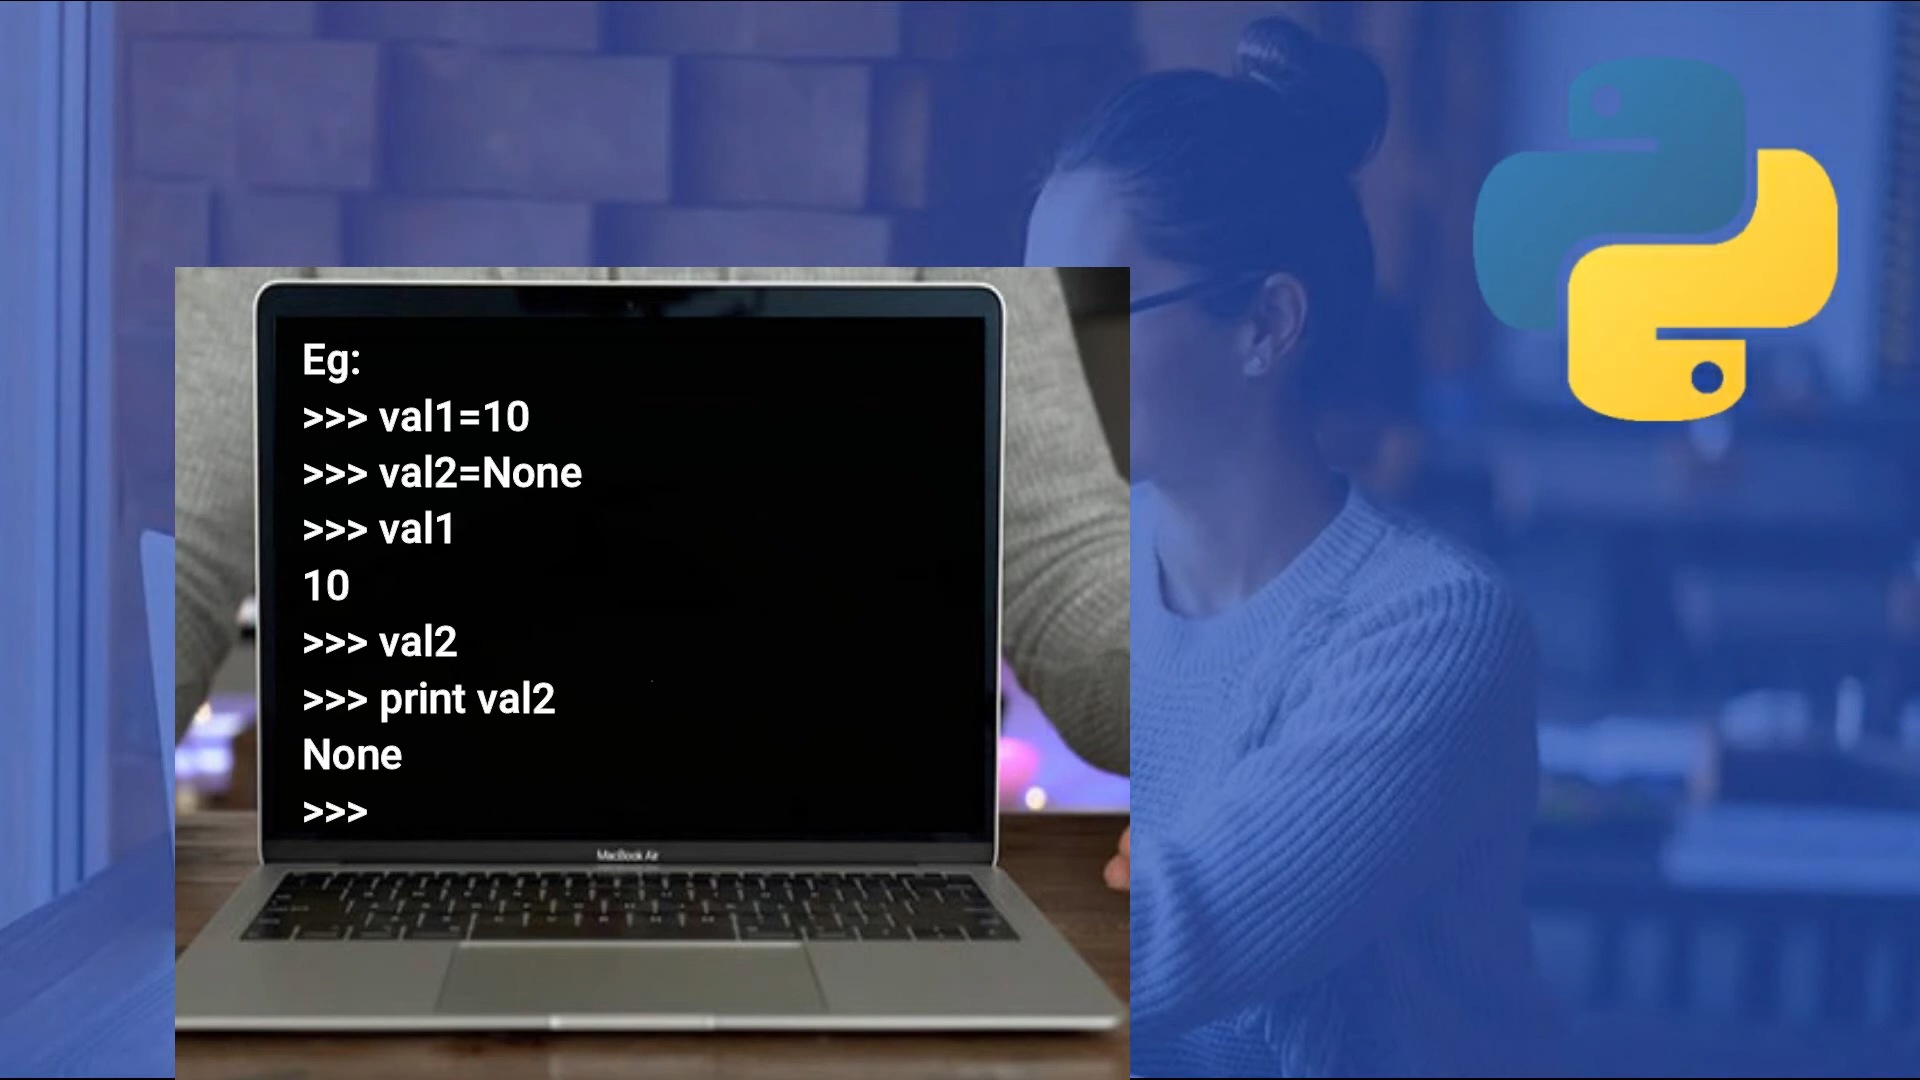 Eg:
>>> val1=10
>>> val2=None
>>> val1
10
>>> val2
>>> print val2
None
>>>
MacBook Air